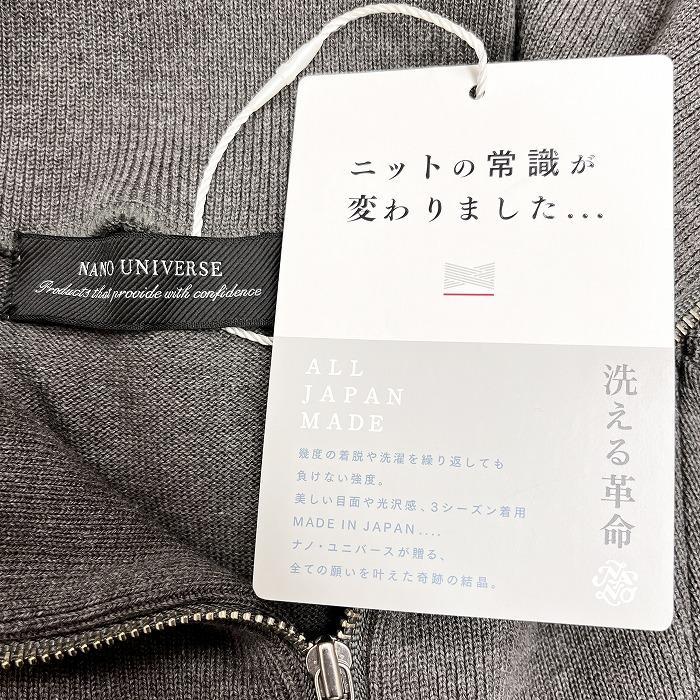 NANO UNIVERSE
Products that provide with confidence
ニットの常識が
変わりました...
ALL
JAPAN
MADE
洗える革命
幾度の着脱や洗濯を繰り返しても
負けない強度。
美しい目面や光沢感、3シーズン着用
MADE IN JAPAN....
ナノ・ユニバースが贈る、
全ての願いを叶えた奇跡の結晶。
NANO